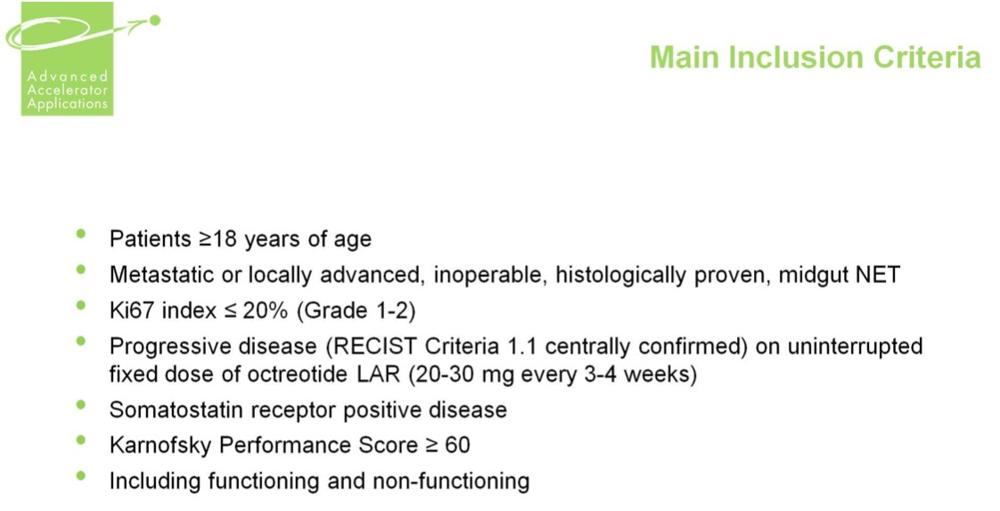 Advanced
Accelerator
Applications
Main Inclusion Criteria
• Patients ≥18 years of age
• Metastatic or locally advanced, inoperable, histologically proven, midgut NET
• Ki67 index ≤ 20% (Grade 1-2)
• Progressive disease (RECIST Criteria 1.1 centrally confirmed) on uninterrupted
fixed dose of octreotide LAR (20-30 mg every 3-4 weeks)
• Somatostatin receptor positive disease
• Karnofsky Performance Score ≥ 60
• Including functioning and non-functioning